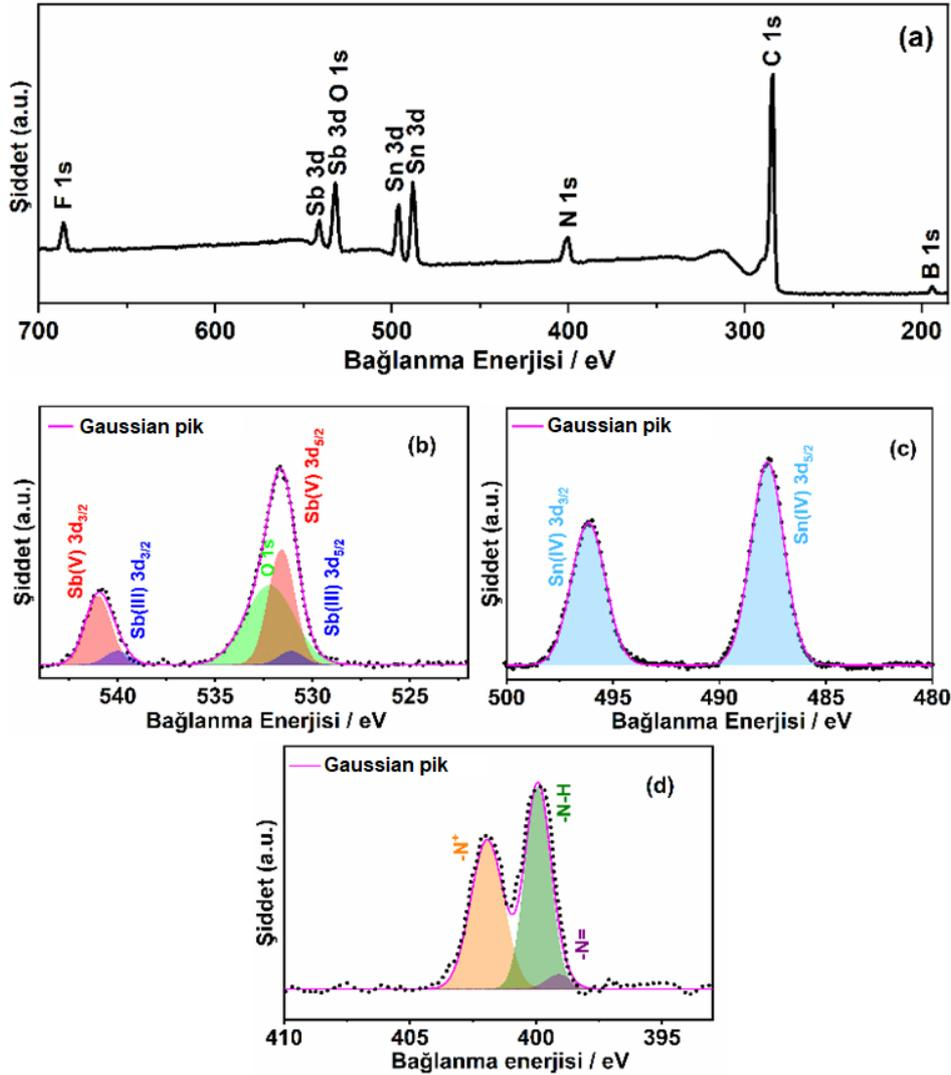 (a)
Şiddet (a.u.)
F 1s
Sb 3d
Sb 3d O 1s
Sn 3d
Sn 3d
N 1s
C 1s
B 1s
700 600 500 400 300 200
Bağlanma Enerjisi / eV
Gaussian pik
(b)
Şiddet (a.u.)
Sb(V) 3d3/2
Sb(III) 3d3/2
O 1s
Sb(V) 3d5/2
Sb(III) 3d5/2
540 535 530 525
Bağlanma Enerjisi / eV
Gaussian pik
(c)
Şiddet (a.u.)
Sn(IV) 3d3/2
Sn(IV) 3d5/2
500 495 490 485 480
Bağlanma Enerjisi / eV
Gaussian pik
(d)
Şiddet (a.u.)
-N+
-N-H
-N=
410 405 400 395
Bağlanma enerjisi / eV